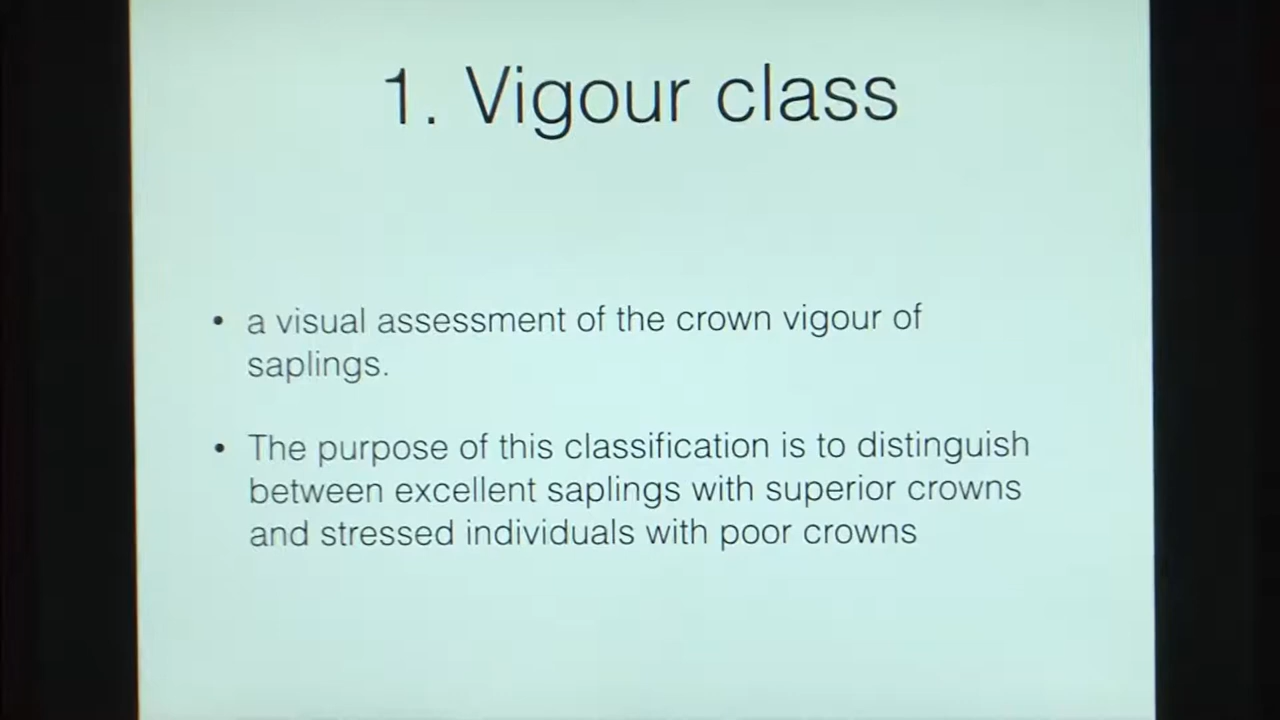 1. Vigour class
• a visual assessment of the crown vigour of
saplings.
• The purpose of this classification is to distinguish
between excellent saplings with superior crowns
and stressed individuals with poor crowns